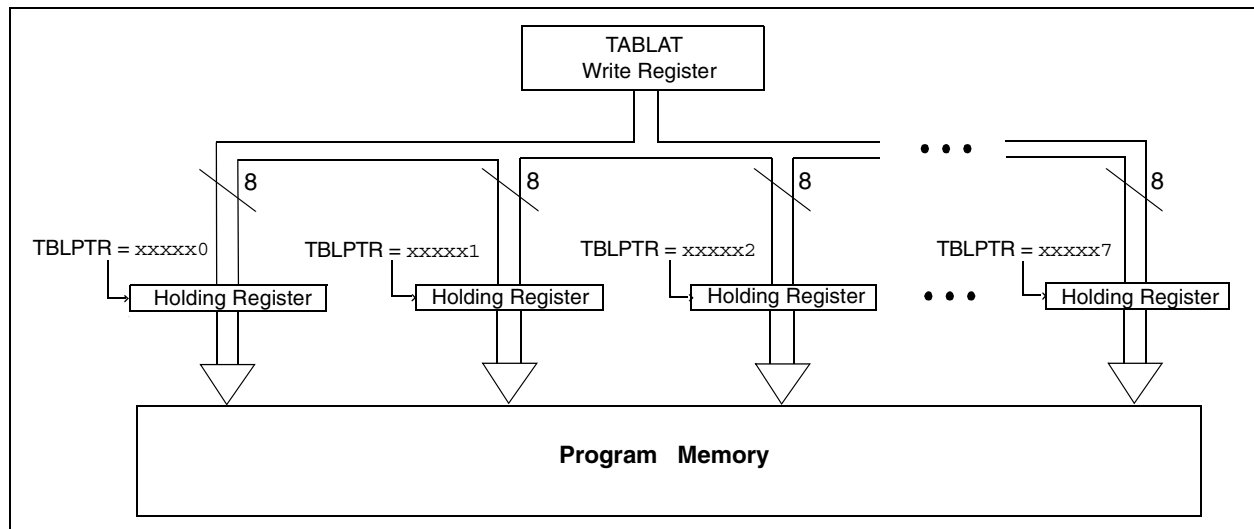 TABLAT
Write Register
8
8
8
8
TBLPTR = xxxxx0
TBLPTR = xxxxx1
TBLPTR = xxxxx2
TBLPTR = xxxxx7
Holding Register
Holding Register
Holding Register
Holding Register
Program Memory